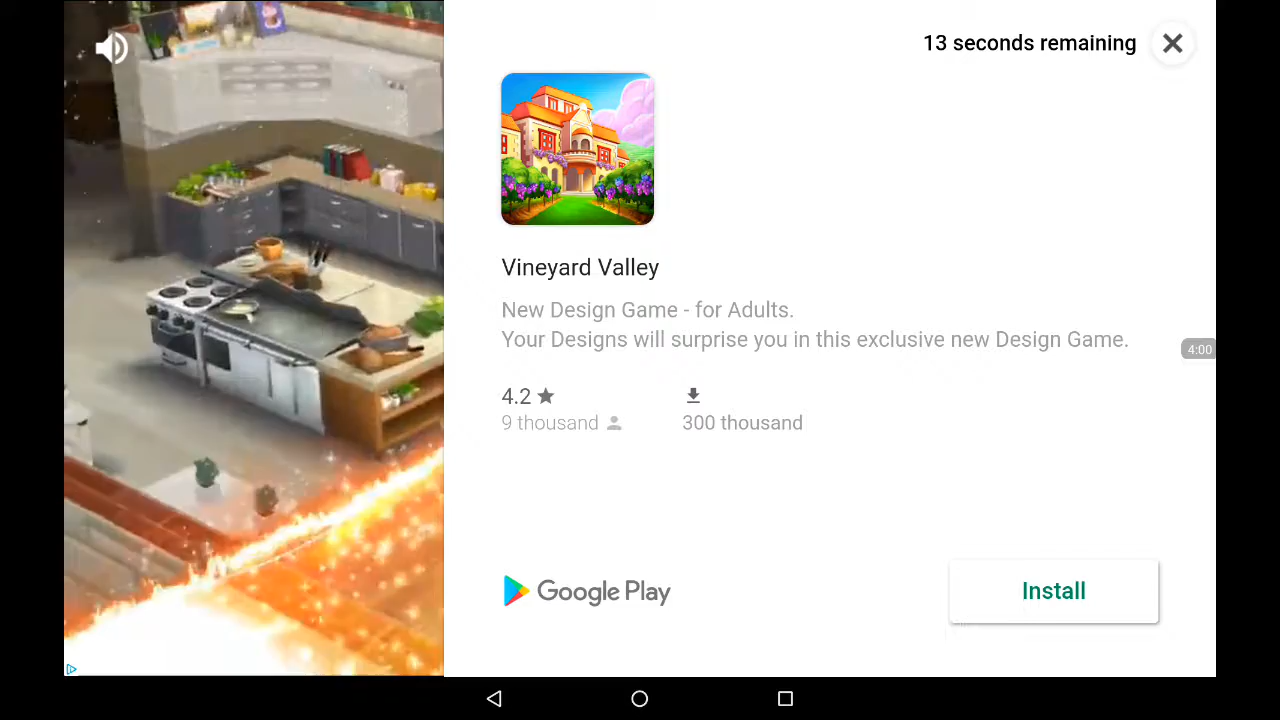 13 seconds remaining
Vineyard Valley
New Design Game - for Adults.
Your Designs will surprise you in this exclusive new Design Game.
4:00
4.2
9 thousand
300 thousand
Google Play
Install